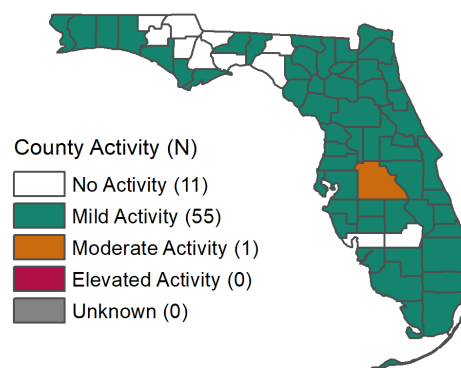 County Activity (N)
No Activity (11)
Mild Activity (55)
Moderate Activity (1)
Elevated Activity (0)
Unknown (0)